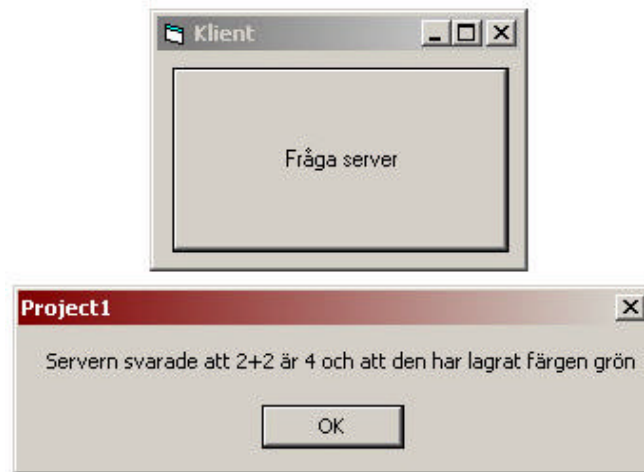 Klient
Fråga server
Project1
Servern svarade att 2+2 är 4 och att den har lagrat färgen grön
OK